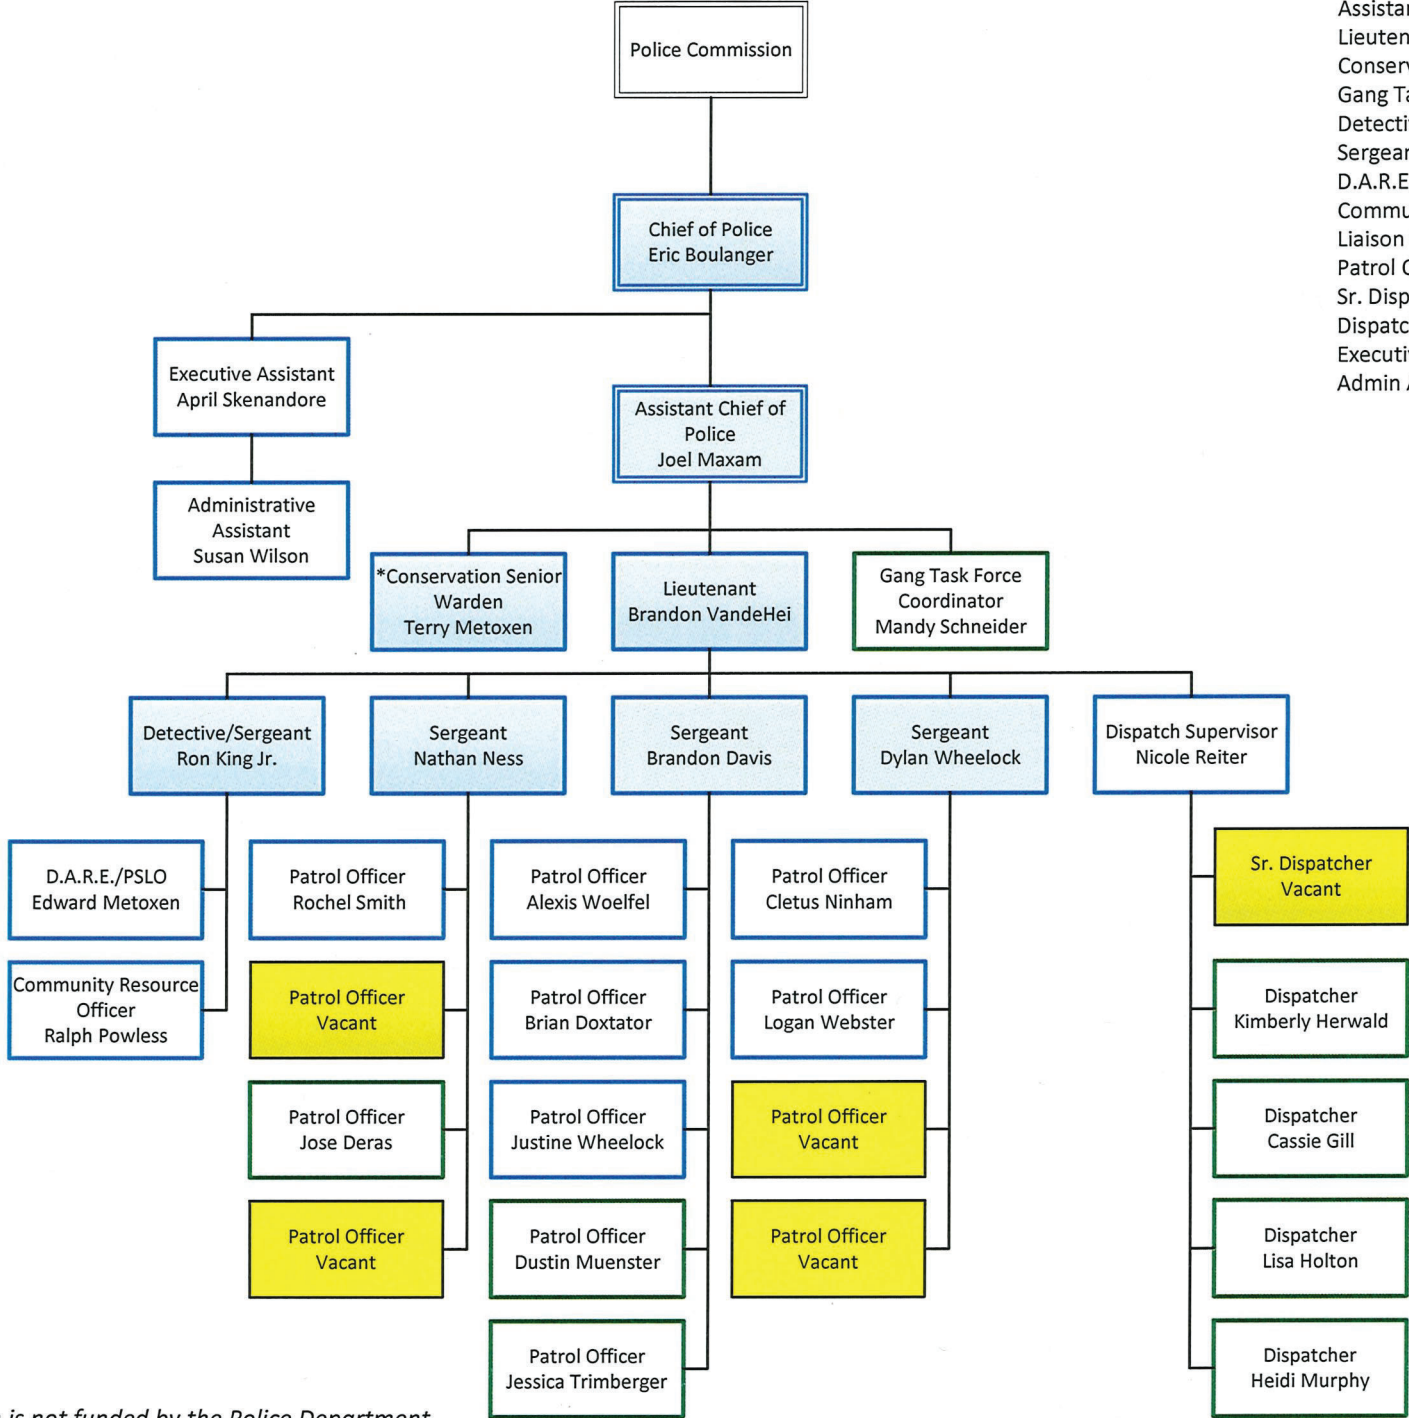 Police Commission
Chief of Police
Eric Boulanger
Executive Assistant
April Skenandore
Assistant Chief of
Police
Joel Maxam
Administrative
Assistant
Susan Wilson
*Conservation Senior
Warden
Terry Metoxen
Lieutenant
Brandon VandeHei
Gang Task Force
Coordinator
Mandy Schneider
Detective/Sergeant
Ron King Jr.
Sergeant
Nathan Ness
Sergeant
Brandon Davis
Sergeant
Dylan Wheelock
Dispatch Supervisor
Nicole Reiter
D.A.R.E./PSLO
Edward Metoxen
Community Resource
Officer
Ralph Powless
Patrol Officer
Rochel Smith
Patrol Officer
Vacant
Patrol Officer
Jose Deras
Patrol Officer
Vacant
Patrol Officer
Alexis Woelfel
Patrol Officer
Brian Doxtator
Patrol Officer
Justine Wheelock
Patrol Officer
Dustin Muenster
Patrol Officer
Jessica Trimberger
Patrol Officer
Cletus Ninham
Patrol Officer
Logan Webster
Patrol Officer
Vacant
Patrol Officer
Vacant
Sr. Dispatcher
Vacant
Dispatcher
Kimberly Herwald
Dispatcher
Cassie Gill
Dispatcher
Lisa Holton
Dispatcher
Heidi Murphy
Gang
D.A.R.E
Liaison
Patrol
Sr.
Admin
is not funded by the Police Department